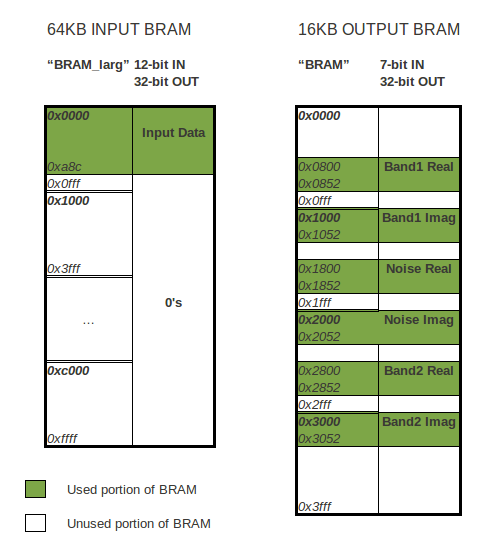 64KB INPUT BRAM
“BRAM_larg” 12-bit IN
32-bit OUT
0x0000
Input Data
0xa8c
0x0fff
0x1000
0x3fff
0's
...
0xc000
0xffff
Used portion of BRAM
Unused portion of BRAM
16KB OUTPUT BRAM
“BRAM” 7-bit IN
32-bit OUT
0x0000
0x0800 Band1 Real
0x0852
0x0fff
0x1000 Band1 Imag
0x1052
0x1800 Noise Real
0x1852
0x1fff
0x2000 Noise Imag
0x2052
0x2800 Band2 Real
0x2852
0x2fff
0x3000 Band2 Imag
0x3052
0x3fff